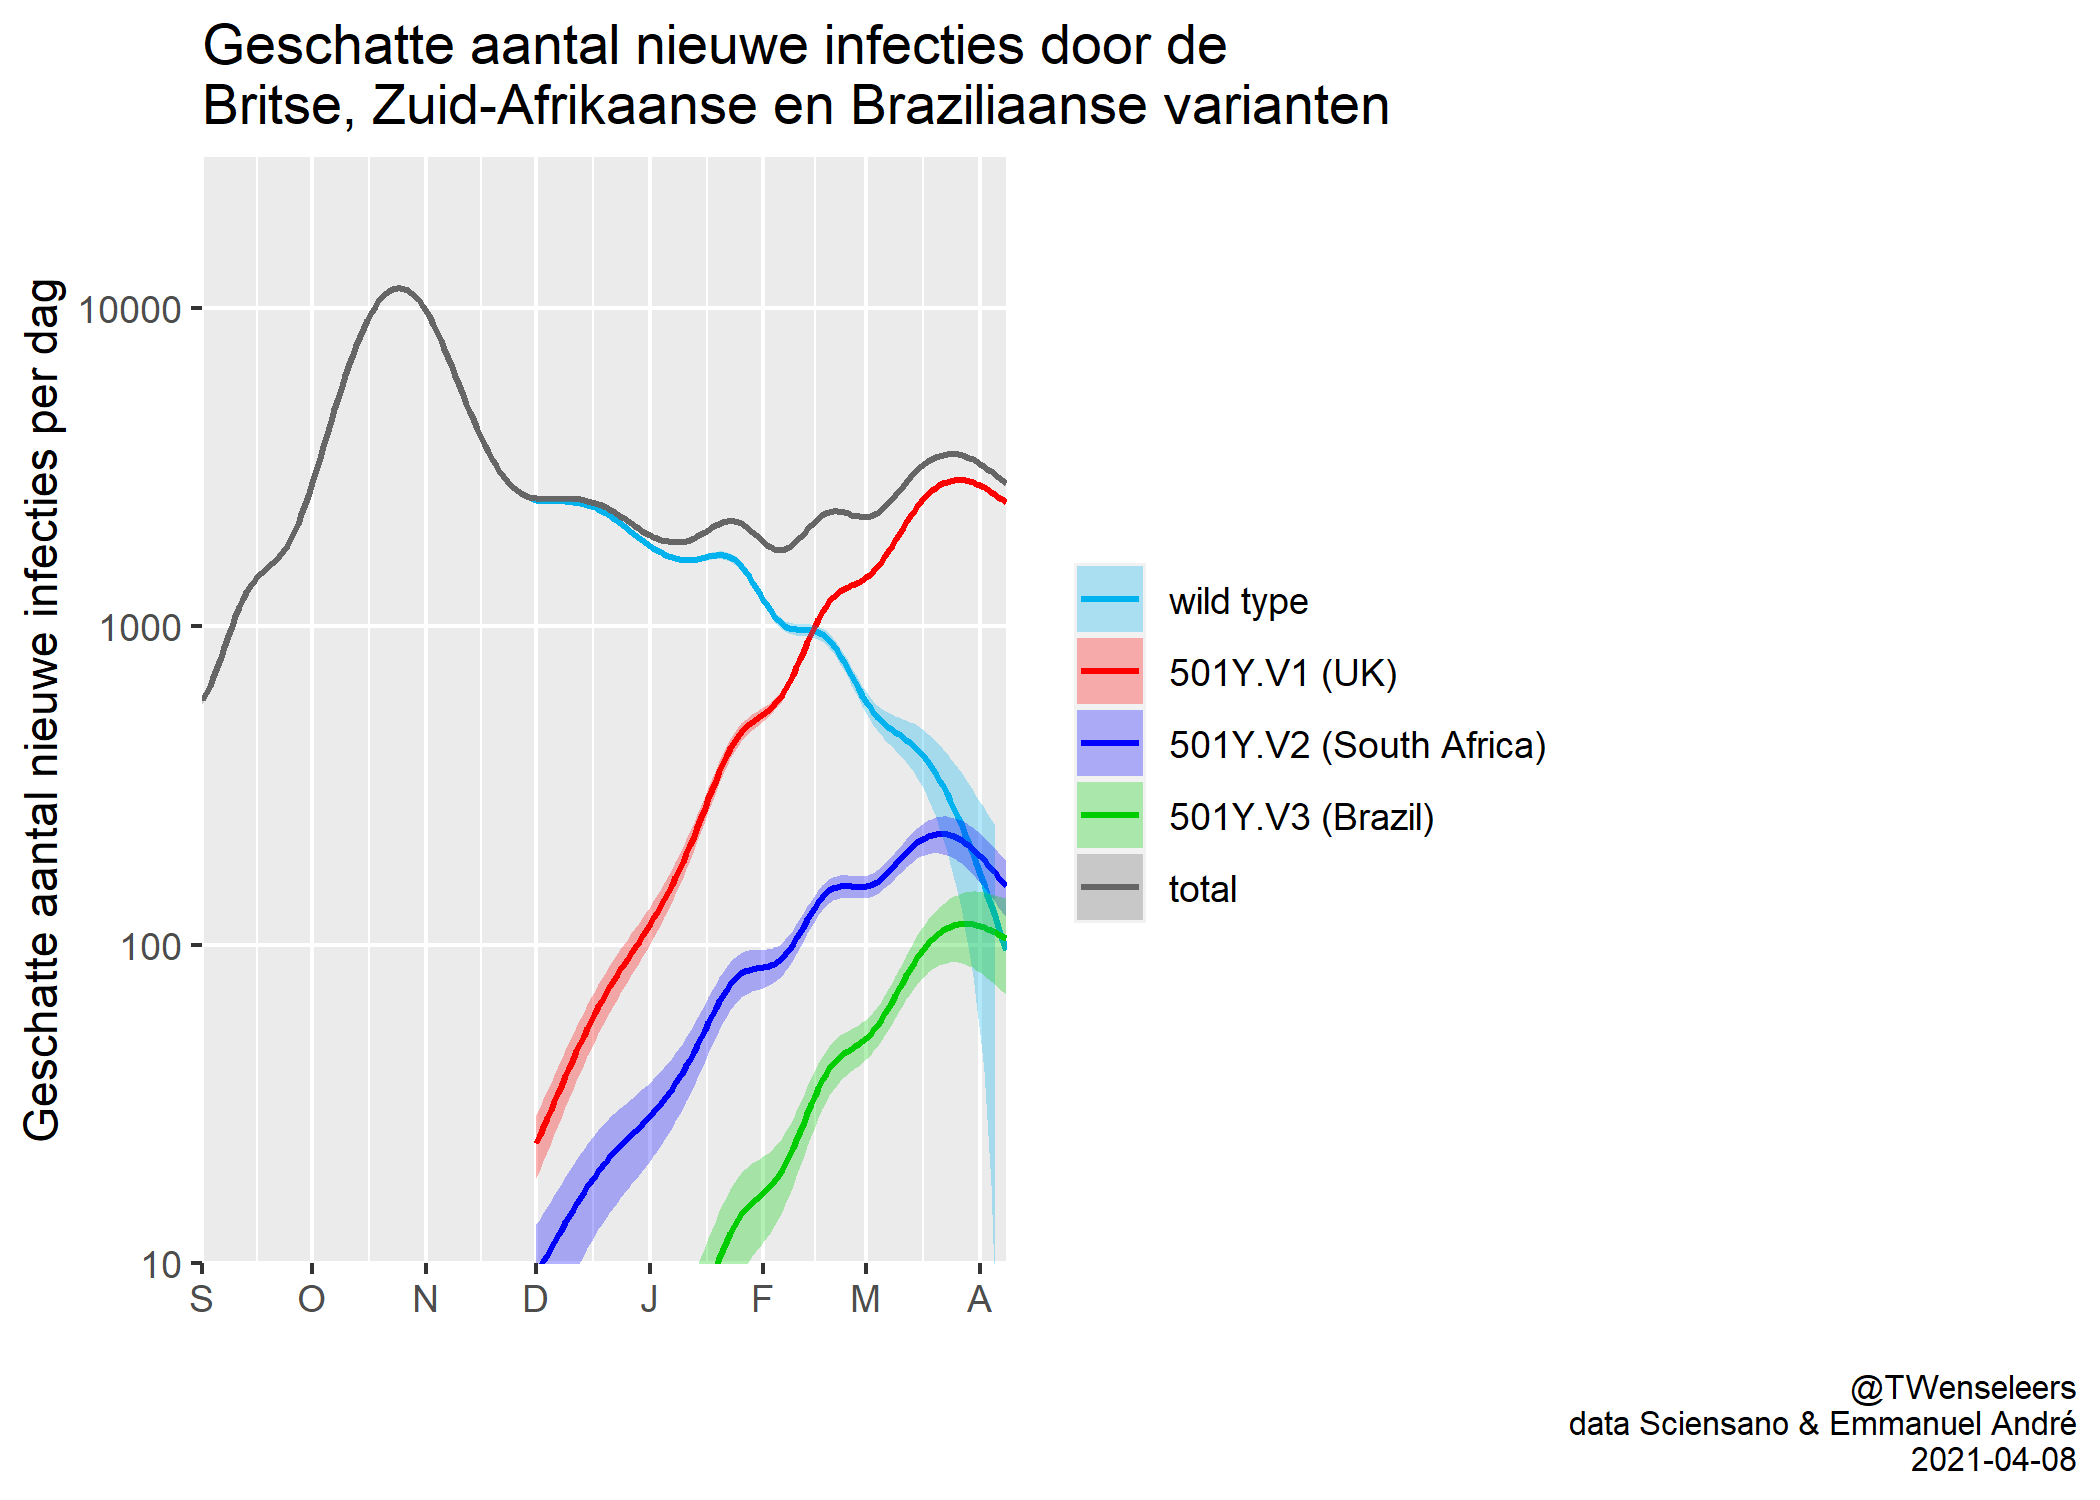 Geschatte aantal nieuwe infecties door de
Britse, Zuid-Afrikaanse en Braziliaanse varianten
Geschatte aantal nieuwe infecties per dag
10000
1000
100
10
S O N D J F M A
wild type
501Y.V1 (UK)
501Y.V2 (South Africa)
501Y.V3 (Brazil)
total
@TWenseleers
data Sciensano & Emmanuel André
2021-04-08